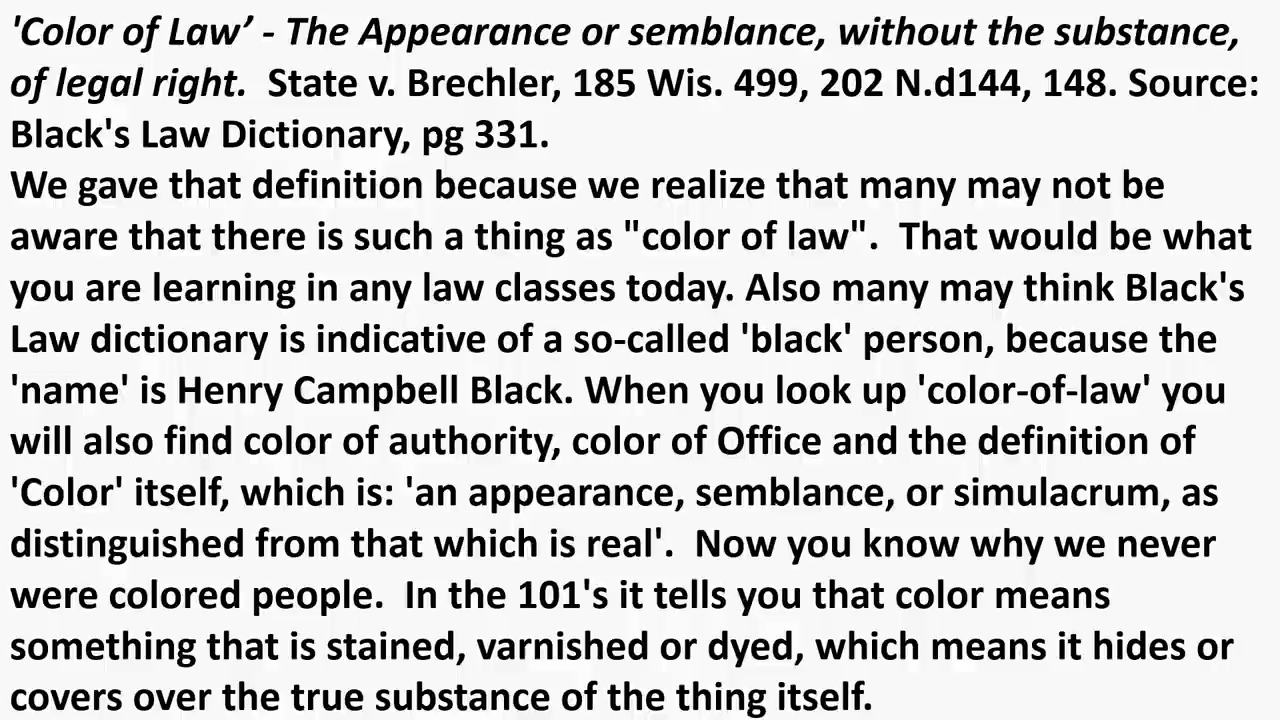 'Color of Law’ - The Appearance or semblance, without the substance,
of legal right.  State v. Brechler, 185 Wis. 499, 202 N.d144, 148. Source:
Black's Law Dictionary, pg 331.
We gave that definition because we realize that many may not be
aware that there is such a thing as "color of law".  That would be what
you are learning in any law classes today. Also many may think Black's
Law dictionary is indicative of a so-called 'black' person, because the
'name' is Henry Campbell Black. When you look up 'color-of-law' you
will also find color of authority, color of Office and the definition of
'Color' itself, which is: 'an appearance, semblance, or simulacrum, as
distinguished from that which is real'.  Now you know why we never
were colored people.  In the 101's it tells you that color means
something that is stained, varnished or dyed, which means it hides or
covers over the true substance of the thing itself.